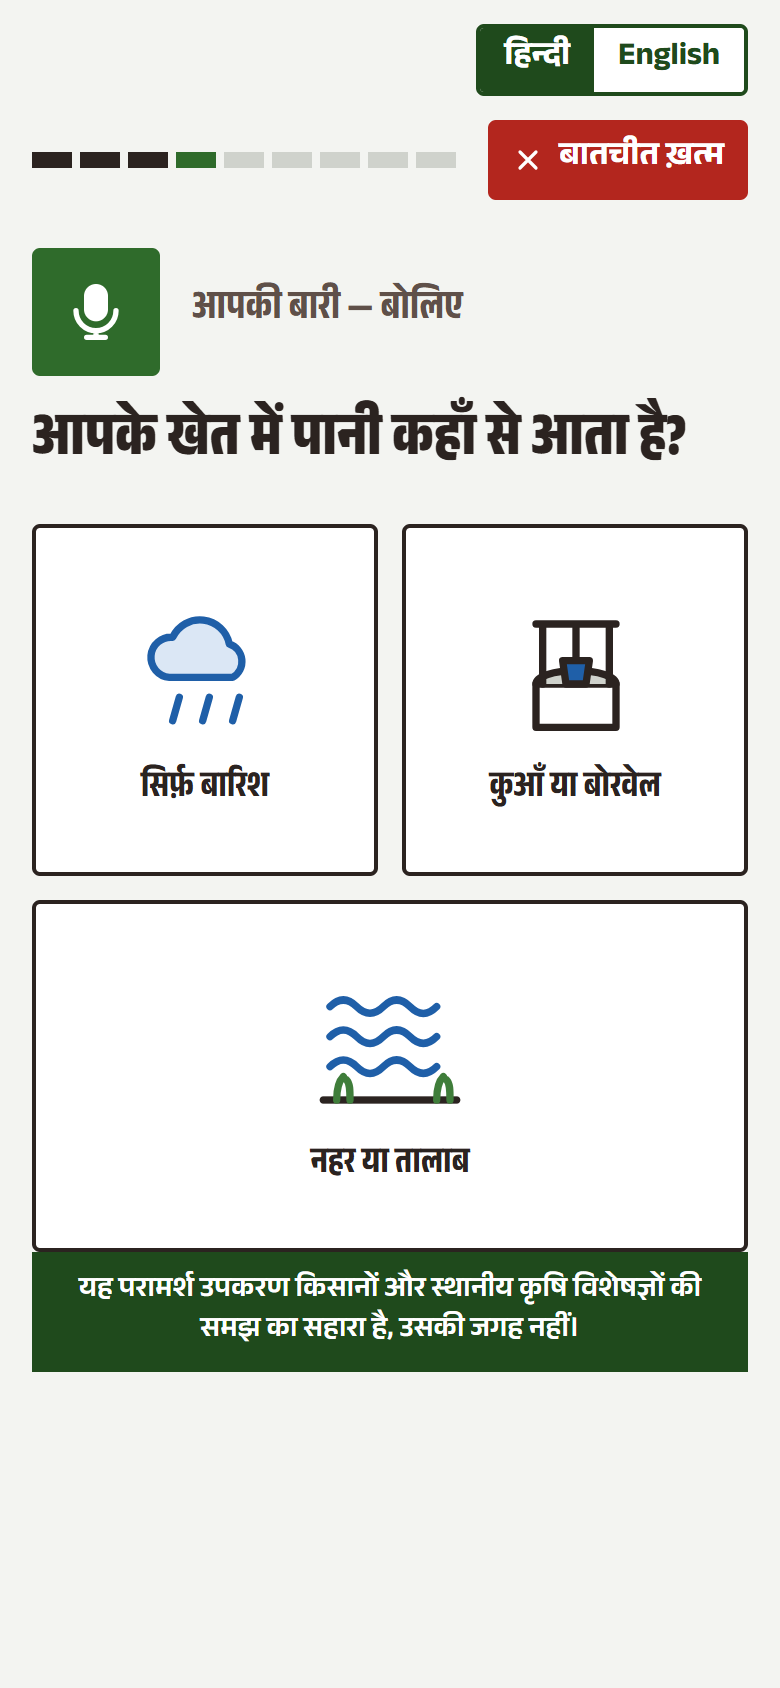 हिन्दी English
बातचीत ख़त्म
आपकी बारी – बोलिए
आपके खेत में पानी कहाँ से आता है?
सिर्फ़ बारिश
कुआँ या बोरवेल
नहर या तालाब
यह परामर्श उपकरण किसानों और स्थानीय कृषि विशेषज्ञों की
समझ का सहारा है, उसकी जगह नहीं।